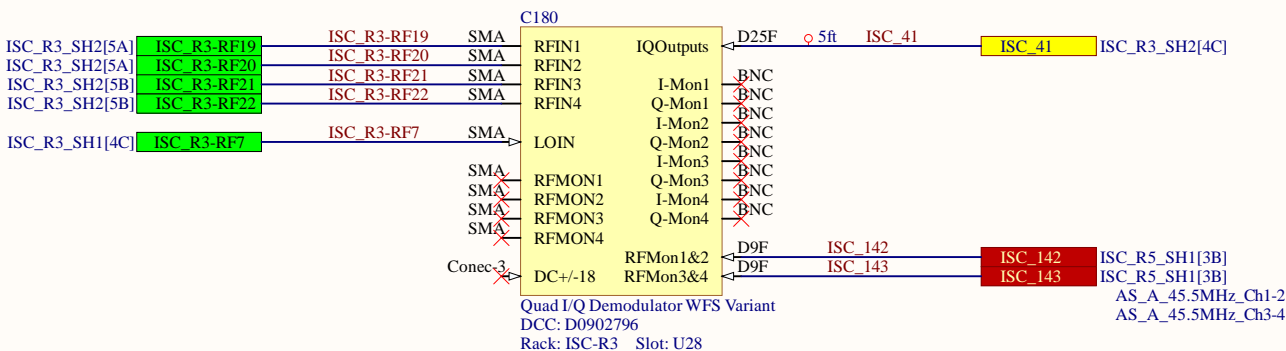 C180
ISC_R3_SH2[5A] ISC_R3-RF19 ISC_R3-RF19 SMA RFIN1 IQOutputs D25F 5ft ISC_41 ISC_41 ISC_R3_SH2[4C]
ISC_R3_SH2[5A] ISC_R3-RF20 ISC_R3-RF20 SMA RFIN2
ISC_R3_SH2[5B] ISC_R3-RF21 ISC_R3-RF21 SMA RFIN3 I-Mon1 BNC
ISC_R3_SH2[5B] ISC_R3-RF22 ISC_R3-RF22 SMA RFIN4 Q-Mon1 BNC
I-Mon2 BNC
ISC_R3_SH1[4C] ISC_R3-RF7 ISC_R3-RF7 SMA LOIN Q-Mon2 BNC
I-Mon3 BNC
SMA RFMON1 Q-Mon3 BNC
SMA RFMON2 I-Mon4 BNC
SMA RFMON3 Q-Mon4 BNC
SMA RFMON4
RFMon1&2 D9F ISC_142 ISC_142 ISC_R5_SH1[3B]
Conec-3 DC+/-18 RFMon3&4 D9F ISC_143 ISC_143 ISC_R5_SH1[3B]
AS_A_45.5MHz_Ch1-2
AS_A_45.5MHz_Ch3-4
Quad I/Q Demodulator WFS Variant
DCC: D0902796
Rack: ISC-R3 Slot: U28